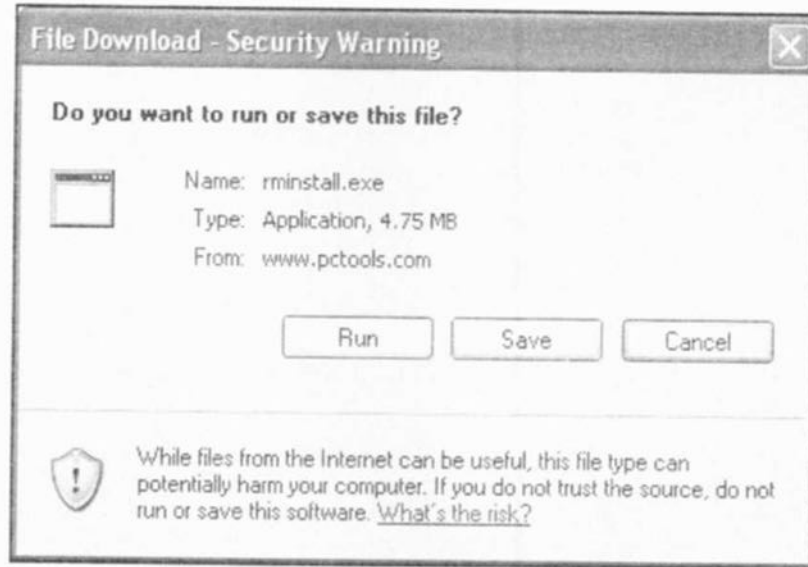 File Download - Security Warning
Do you want to run or save this file?
Name: rminstall.exe
Type: Application, 4.75 MB
From: www.pctools.com
Run Save Cancel
While files from the Internet can be useful, this file type can
potentially harm your computer. If you do not trust the source, do not
run or save this software. What's the risk?